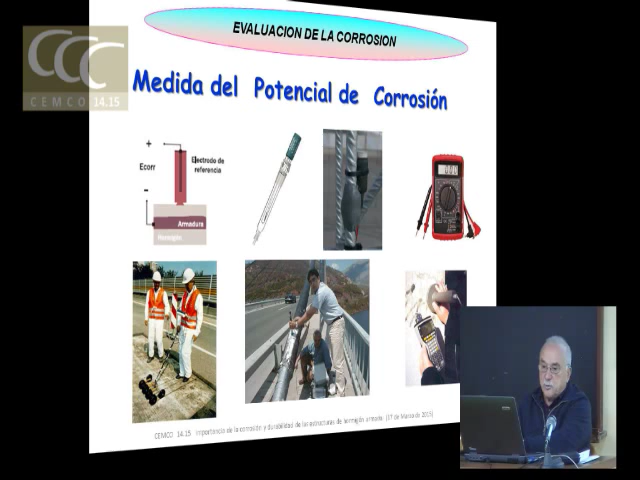 EVALUACION DE LA CORROSION
CEMCO 14.15
Medida del Potencial de Corrosión
+
Ecorr
-
Electrodo de
referencia
Armadura
Hormigón
CEMCO 14.15 Importancia de la corrosión y durabilidad de las estructuras de hormigón armado: (17 de Marzo de 2015)